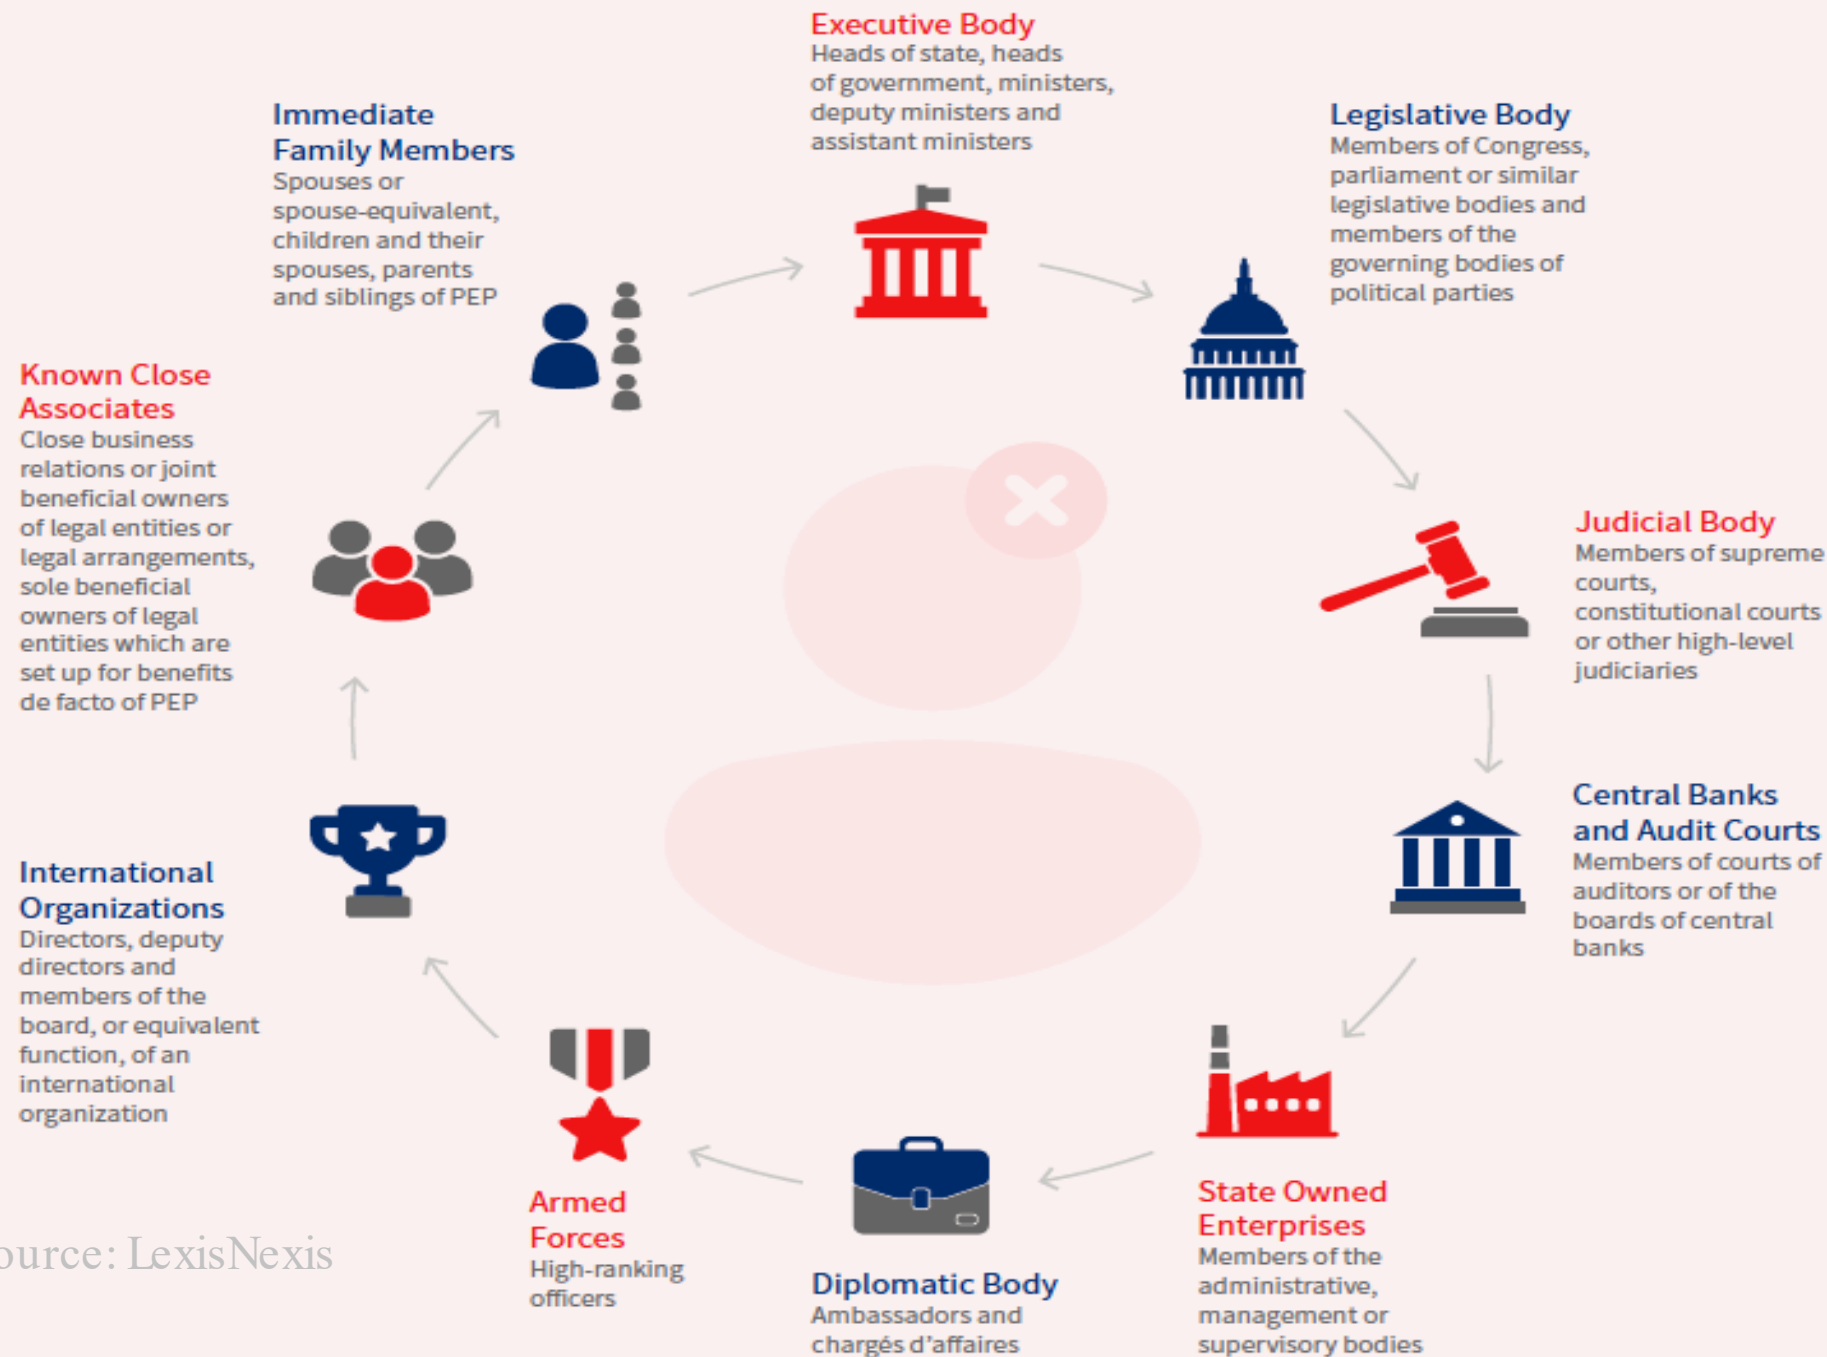 Executive Body
Heads of state, heads
of government, ministers,
deputy ministers and
assistant ministers
Legislative Body
Members of Congress,
parliament or similar
legislative bodies and
members of the
governing bodies of
political parties
Judicial Body
Members of supreme
courts,
constitutional courts
or other high-level
judiciaries
Central Banks
and Audit Courts
Members of courts of
auditors or of the
boards of central
banks
State Owned
Enterprises
Members of the
administrative,
management or
supervisory bodies
Diplomatic Body
Ambassadors and
chargés d'affaires
Armed
Forces
High-ranking
officers
International
Organizations
Directors, deputy
directors and
members of the
board, or equivalent
function, of an
international
organization
Known Close
Associates
Close business
relations or joint
beneficial owners
of legal entities or
legal arrangements,
sole beneficial
owners of legal
entities which are
set up for benefits
de facto of PEP
Immediate
Family Members
Spouses or
spouse-equivalent,
children and their
spouses, parents
and siblings of PEP
ource: LexisNexis